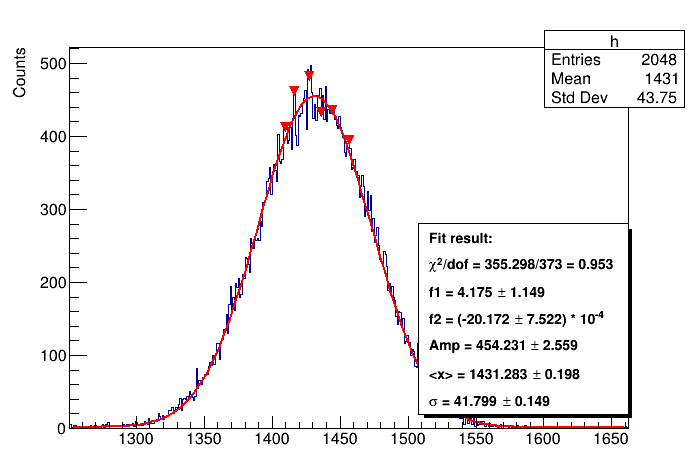 h
Entries 2048
Mean 1431
Std Dev 43.75
Counts
500
400
300
200
100
0
Fit result:
χ²/dof = 355.298/373 = 0.953
f1 = 4.175 ± 1.149
f2 = (-20.172 ± 7.522) * 10⁻⁴
Amp = 454.231 ± 2.559
<x> = 1431.283 ± 0.198
σ = 41.799 ± 0.149
1300 1350 1400 1450 1500 1550 1600 1650